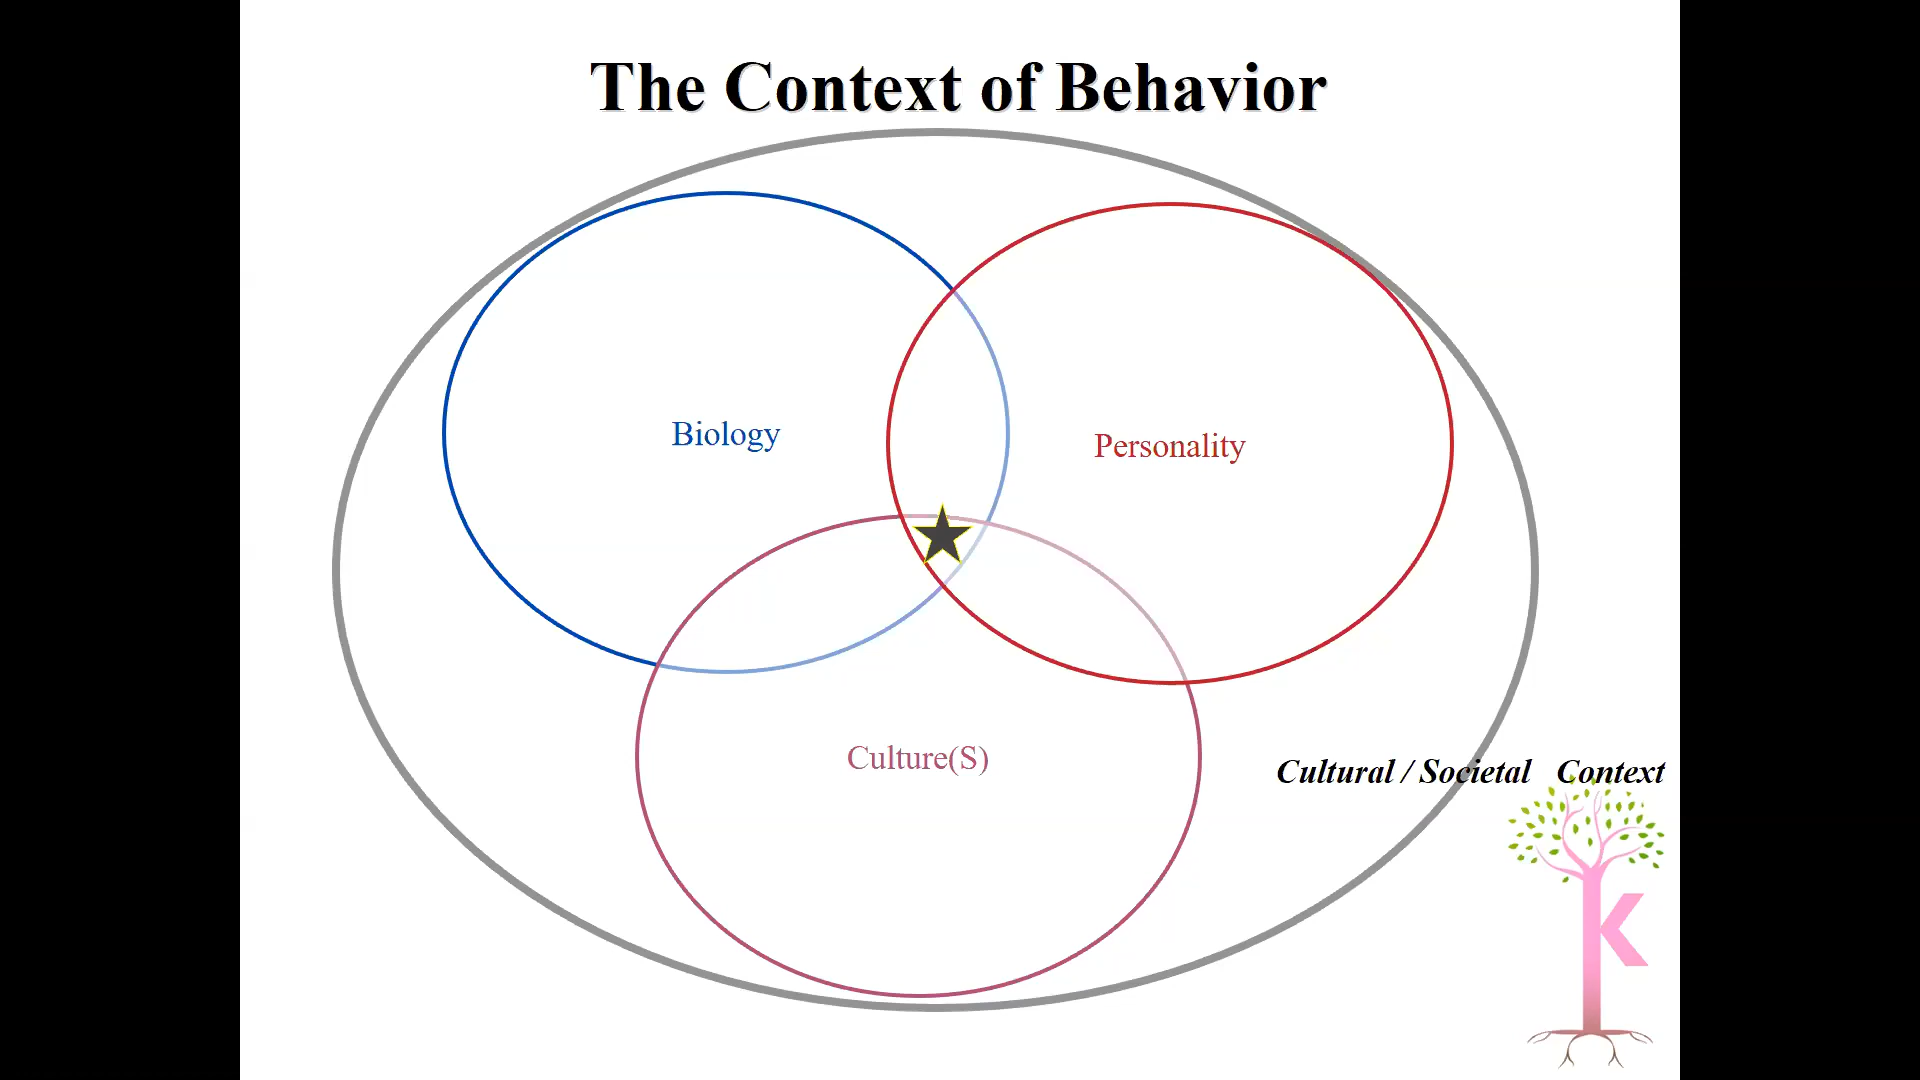 The Context of Behavior
Biology
Personality
Culture(S)
Cultural / Societal Context
K